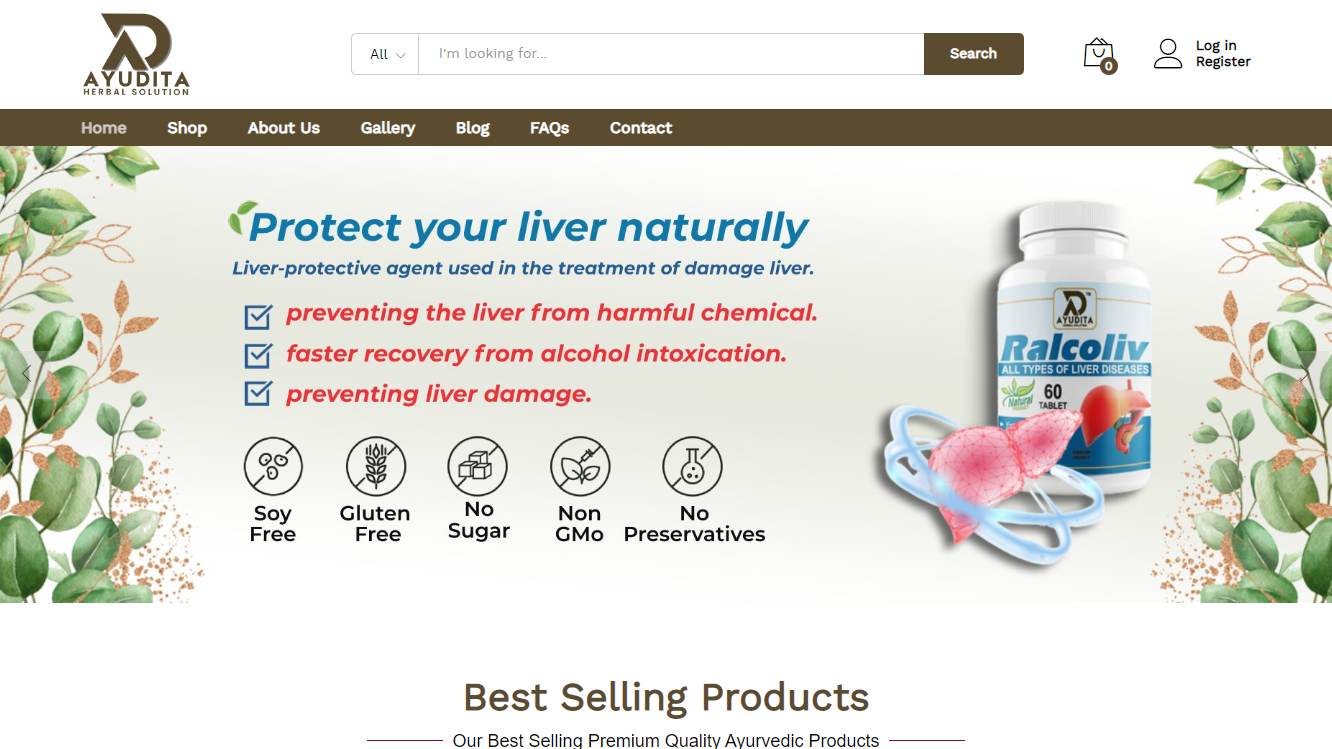 AYUDITA
HERBAL SOLUTION
All
I'm looking for...
Search
0
Log in
Register
Home
Shop
About Us
Gallery
Blog
FAQs
Contact
Protect your liver naturally
Liver-protective agent used in the treatment of damage liver.
preventing the liver from harmful chemical.
faster recovery from alcohol intoxication.
preventing liver damage.
Soy
Free
Gluten
Free
No
Sugar
Non
GMo
No
Preservatives
AYUDITA
Ralcoliv
ALL TYPES OF LIVER DISEASES
Natural
60
TABLET
Best Selling Products
Our Best Selling Premium Quality Ayurvedic Products